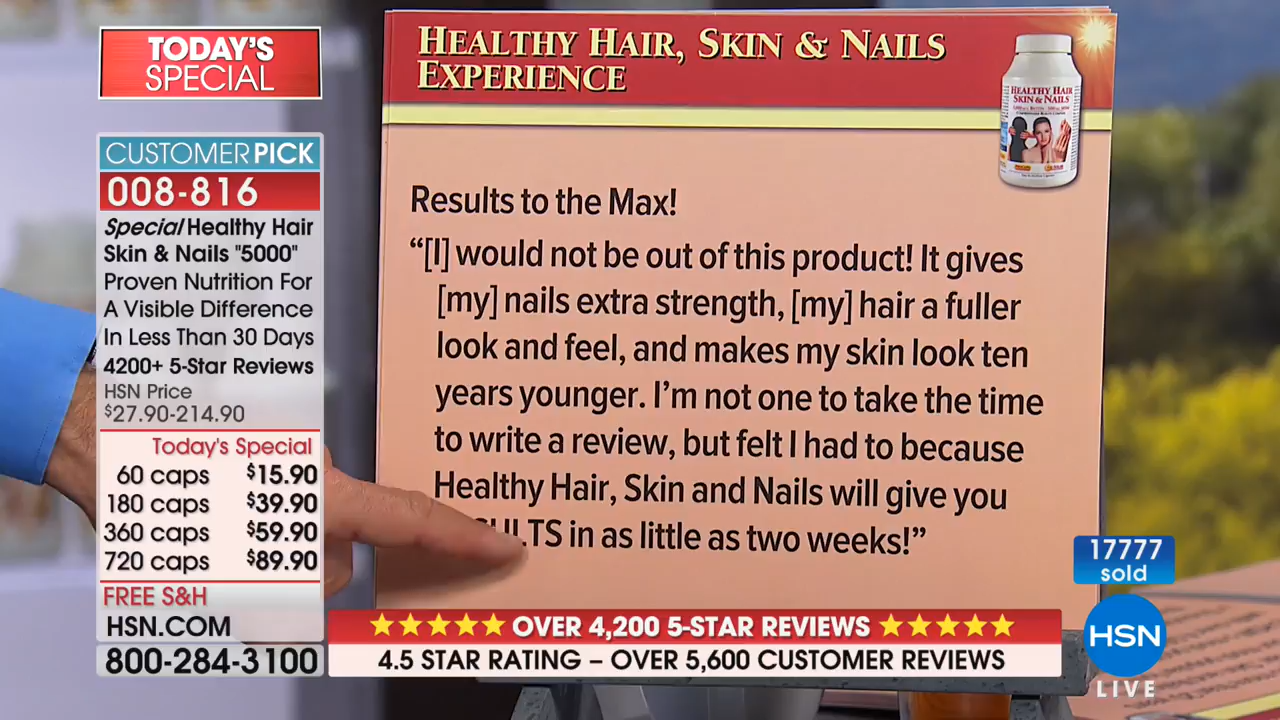 TODAY'S
SPECIAL
CUSTOMER PICK
008-816
Special Healthy Hair
Skin & Nails "5000"
Proven Nutrition For
A Visible Difference
In Less Than 30 Days
4200+ 5-Star Reviews
HSN Price
$27.90-214.90
Today's Special
60 caps $15.90
180 caps $39.90
360 caps $59.90
720 caps $89.90
FREE S&H
HSN.COM
800-284-3100
HEALTHY HAIR, SKIN & NAILS
EXPERIENCE
HEALTHY HAIR
SKIN & NAILS
Results to the Max!
“[I] would not be out of this product! It gives
[my] nails extra strength, [my] hair a fuller
look and feel, and makes my skin look ten
years younger. I'm not one to take the time
to write a review, but felt I had to because
Healthy Hair, Skin and Nails will give you
in as little as two weeks!”
17777
sold
OVER 4,200 5-STAR REVIEWS
4.5 STAR RATING – OVER 5,600 CUSTOMER REVIEWS
HSN
LIVE